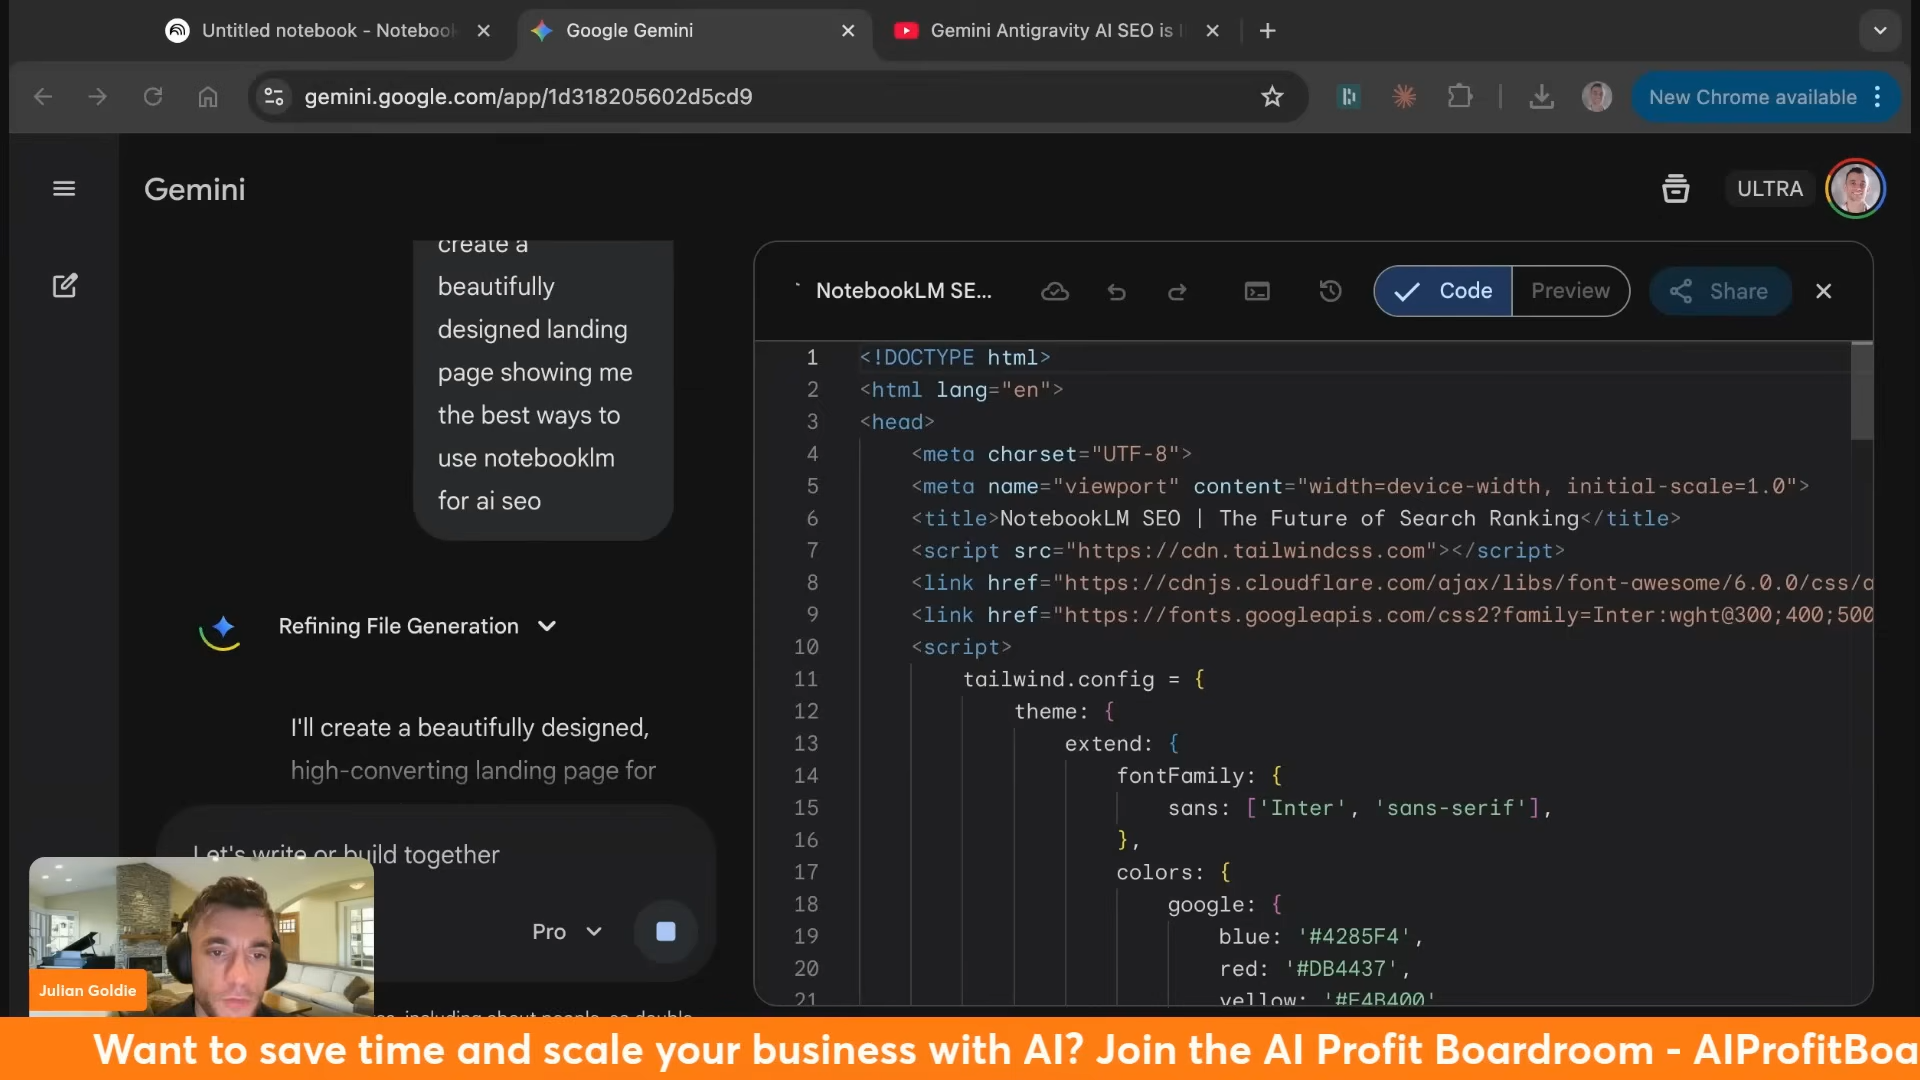 Untitled notebook - Notebook
Google Gemini
Gemini Antigravity AI SEO is
gemini.google.com/app/1d318205602d5cd9
New Chrome available
Gemini
ULTRA
create a
beautifully
designed landing
page showing me
the best ways to
use notebooklm
for ai seo
Refining File Generation
I'll create a beautifully designed,
high-converting landing page for
Let's write or build together
Pro
NotebookLM SE...
Code
Preview
Share
1 <!DOCTYPE html>
2 <html lang="en">
3 <head>
4 <meta charset="UTF-8">
5 <meta name="viewport" content="width=device-width, initial-scale=1.0">
6 <title>NotebookLM SEO | The Future of Search Ranking</title>
7 <script src="https://cdn.tailwindcss.com"></script>
8 <link href="https://cdnjs.cloudflare.com/ajax/libs/font-awesome/6.0.0/css/a
9 <link href="https://fonts.googleapis.com/css2?family=Inter:wght@300;400;500
10 <script>
11 tailwind.config = {
12 theme: {
13 extend: {
14 fontFamily: {
15 sans: ['Inter', 'sans-serif'],
16 },
17 colors: {
18 google: {
19 blue: '#4285F4',
20 red: '#DB4437',
21 yellow: '#F4B400'
Julian Goldie
including about people, so double
Want to save time and scale your business with AI? Join the AI Profit Boardroom - AIProfitBoa